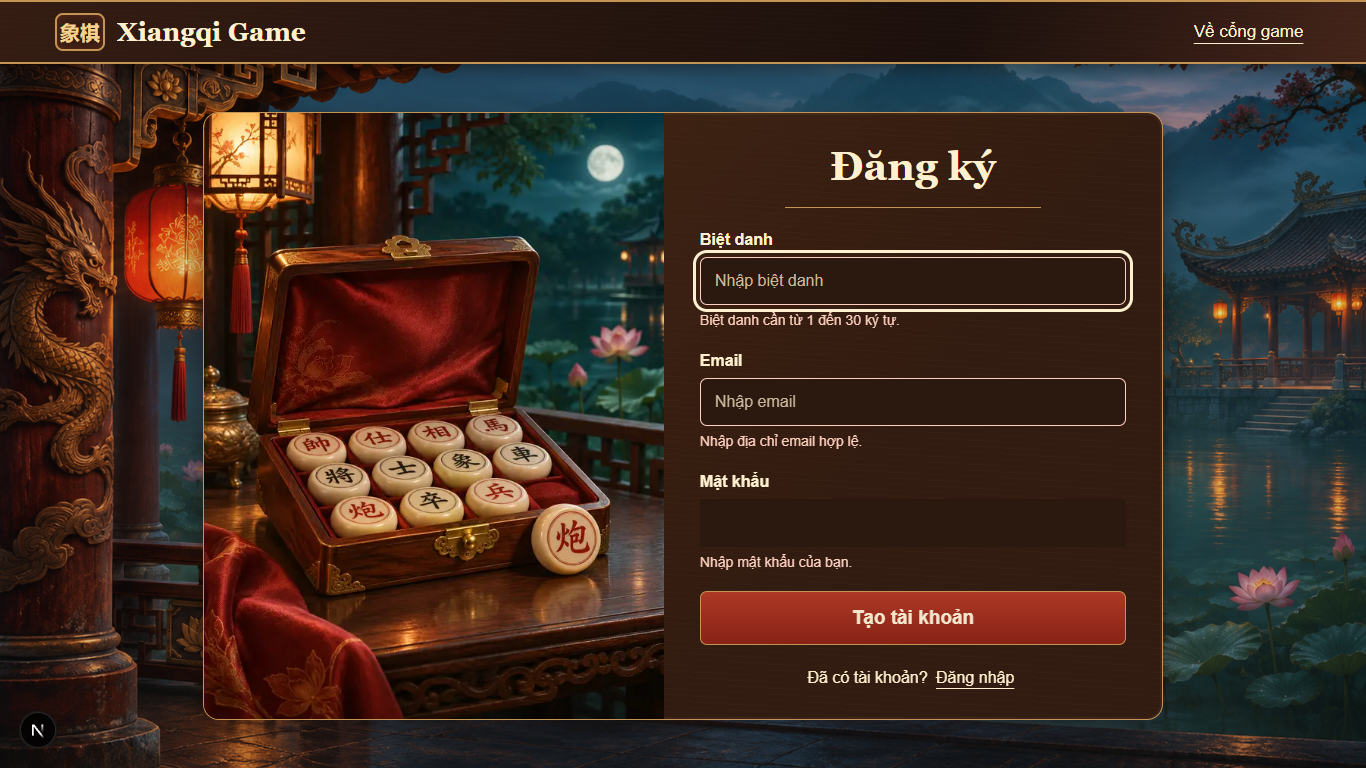 象棋 Xiangqi Game
Về cổng game
Đăng ký
Biệt danh
Nhập biệt danh
Biệt danh cần từ 1 đến 30 ký tự.
Email
Nhập email
Nhập địa chỉ email hợp lệ.
Mật khẩu
Nhập mật khẩu của bạn.
Tạo tài khoản
Đã có tài khoản? Đăng nhập
帥 仕 相 馬
將 士 象 車
炮 卒 兵
炮
N